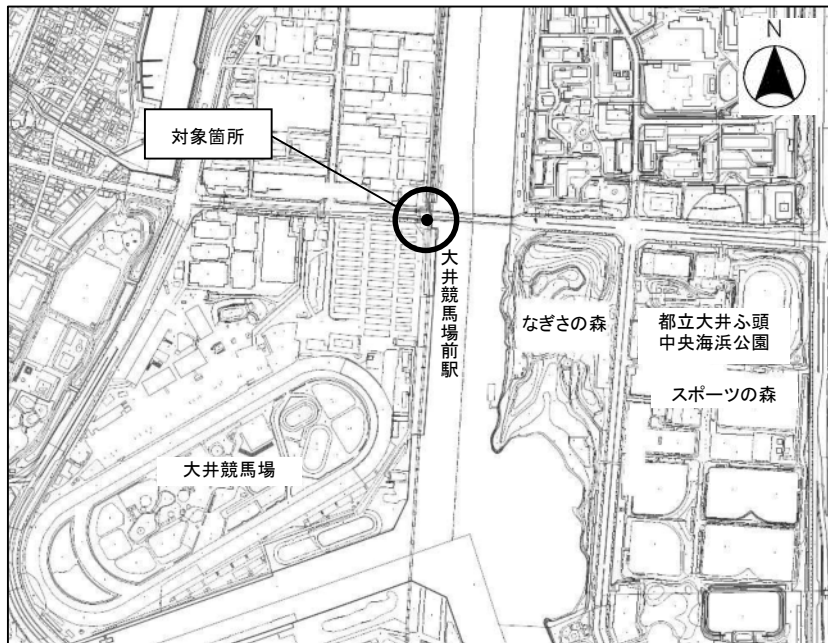 N
対象箇所
大井競馬場前駅
なぎさの森
都立大井ふ頭
中央海浜公園
スポーツの森
大井競馬場